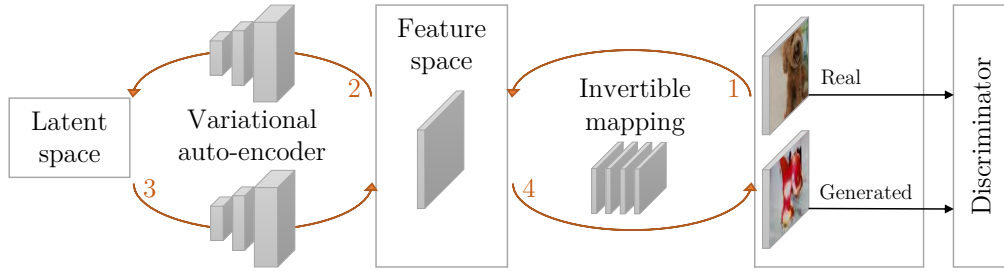 Latent
space
2
Variational
auto-encoder
3
Feature
space
1
Invertible
mapping
4
Real
Generated
Discriminator